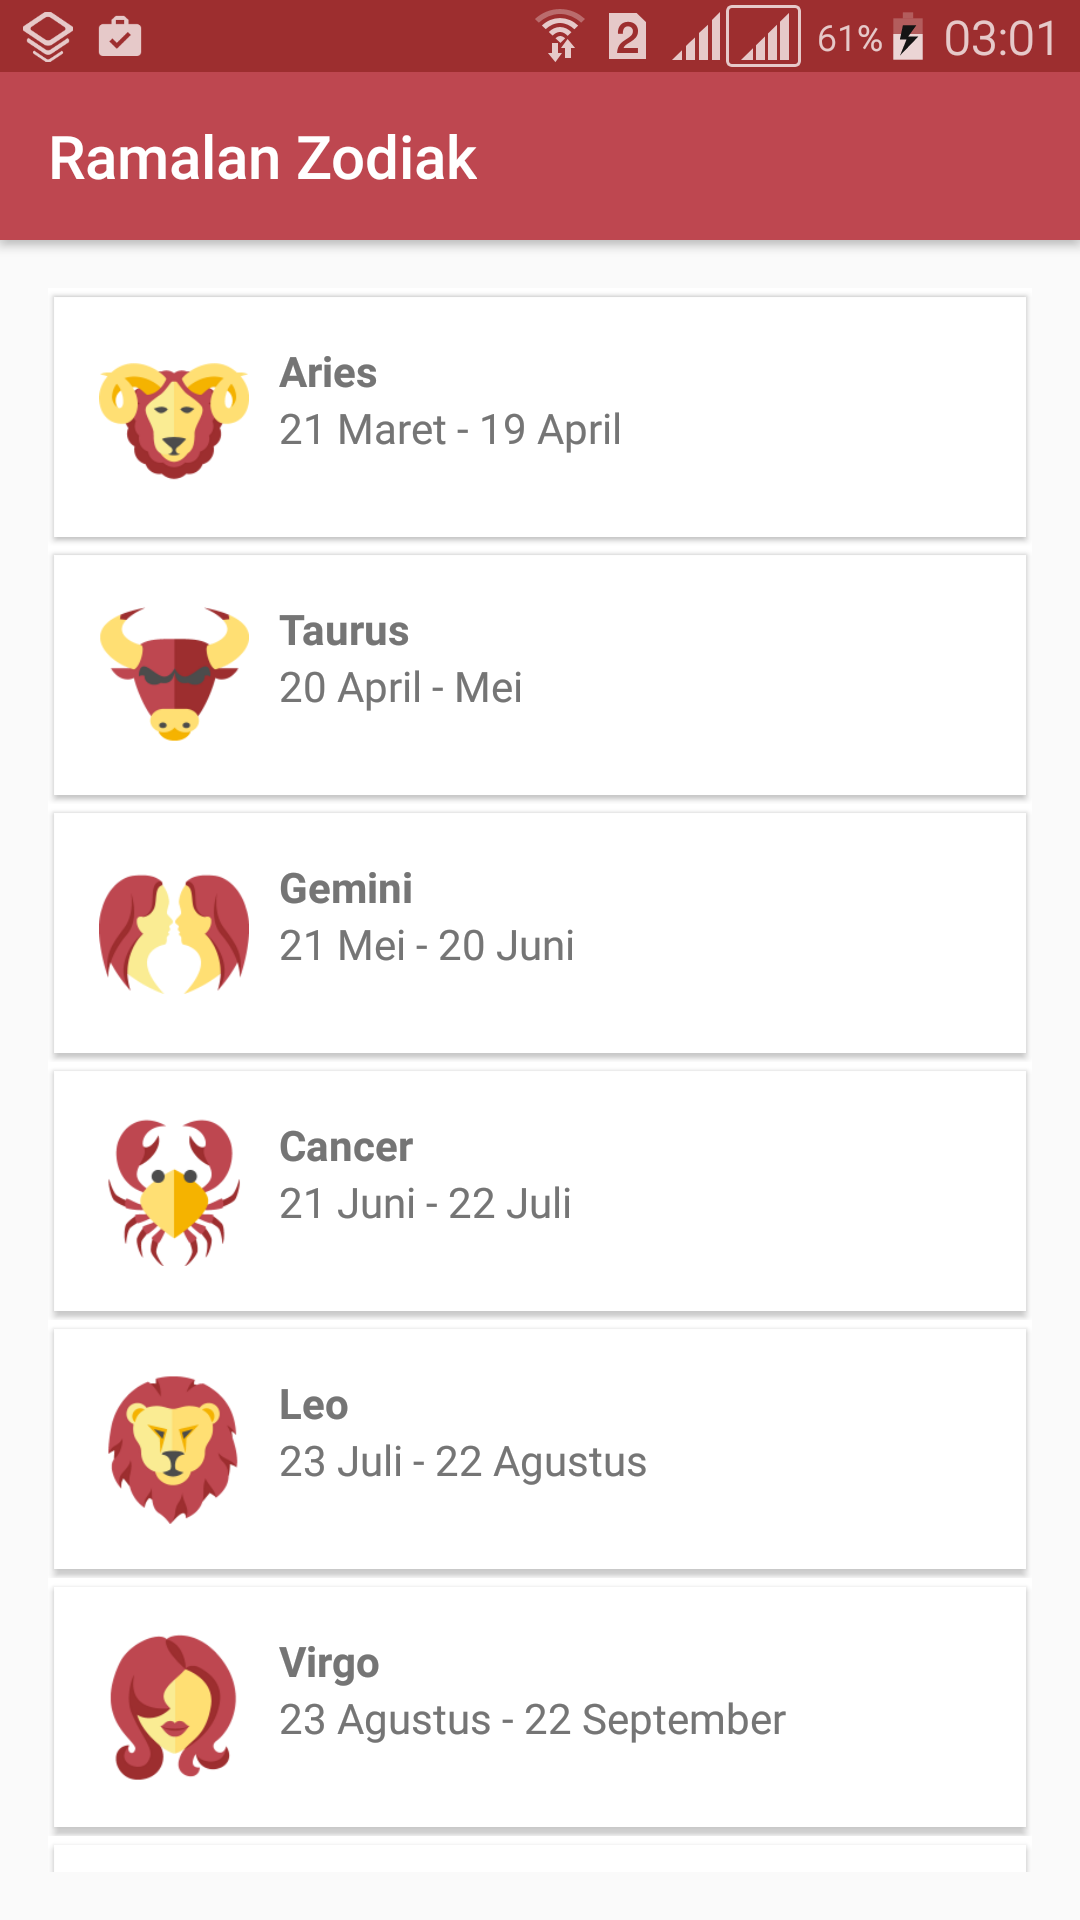 2 61% 03:01
Ramalan Zodiak
Aries
21 Maret - 19 April
Taurus
20 April - Mei
Gemini
21 Mei - 20 Juni
Cancer
21 Juni - 22 Juli
Leo
23 Juli - 22 Agustus
Virgo
23 Agustus - 22 September